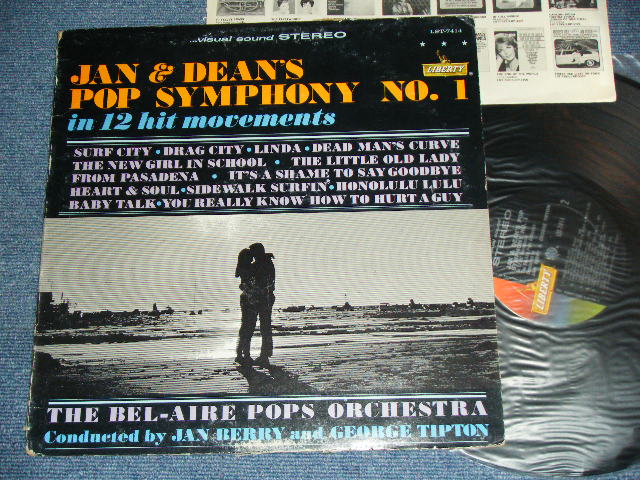 ...visual sound STEREO
LST-7414
LIBERTY
JAN & DEAN'S
POP SYMPHONY NO. 1
in 12 hit movements
SURF CITY • DRAG CITY • LINDA • DEAD MAN'S CURVE
THE NEW GIRL IN SCHOOL • THE LITTLE OLD LADY
FROM PASADENA • IT'S A SHAME TO SAY GOODBYE
HEART & SOUL • SIDEWALK SURFIN' • HONOLULU LULU
BABY TALK • YOU REALLY KNOW HOW TO HURT A GUY
THE BEL-AIRE POPS ORCHESTRA
Conducted by JAN BERRY and GEORGE TIPTON
STEREO
2
LIBERTY